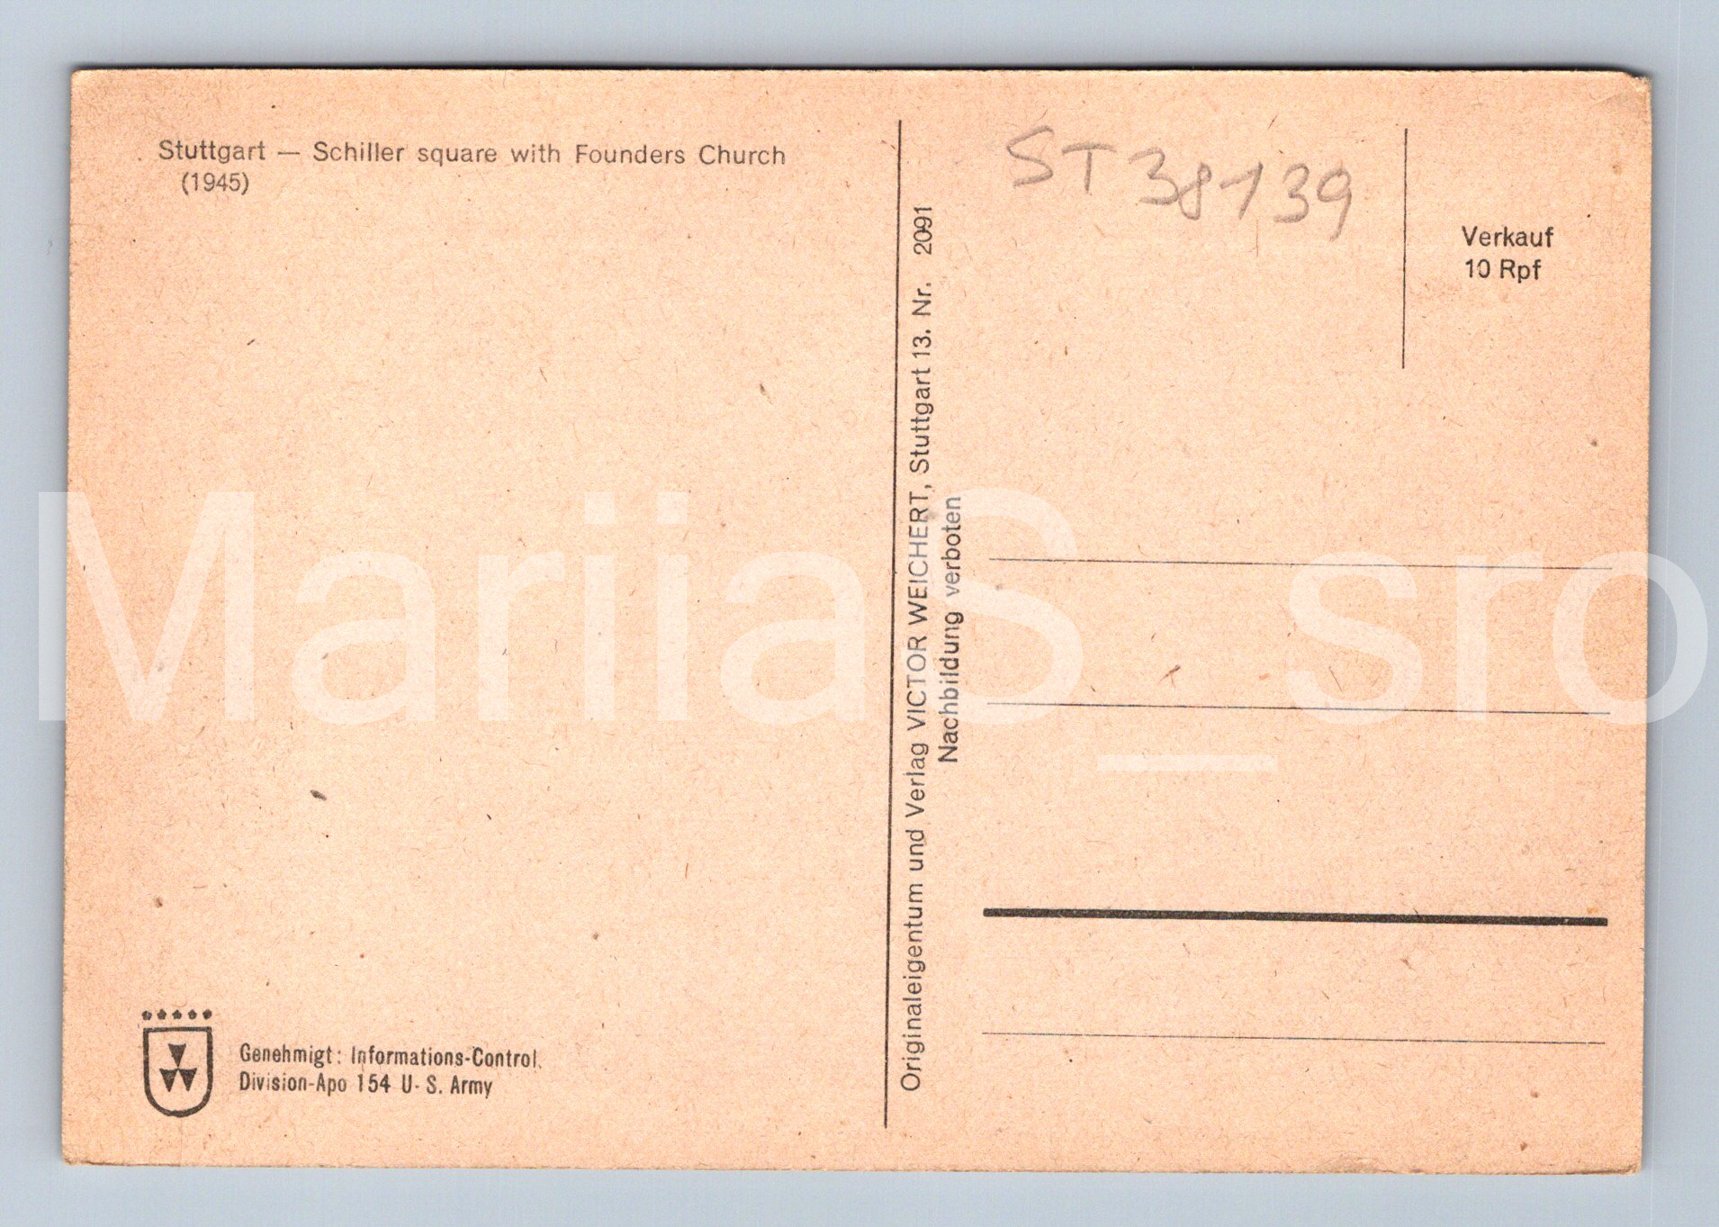 Stuttgart — Schiller square with Founders Church
(1945)
ST 38139
Verkauf
10 Rpf
Originaleigentum und Verlag VICTOR WEICHERT, Stuttgart 13. Nr. 2091
Nachbildung verboten
MariiaS_sro
Genehmigt: Informations-Control.
Division-Apo 154 U. S. Army